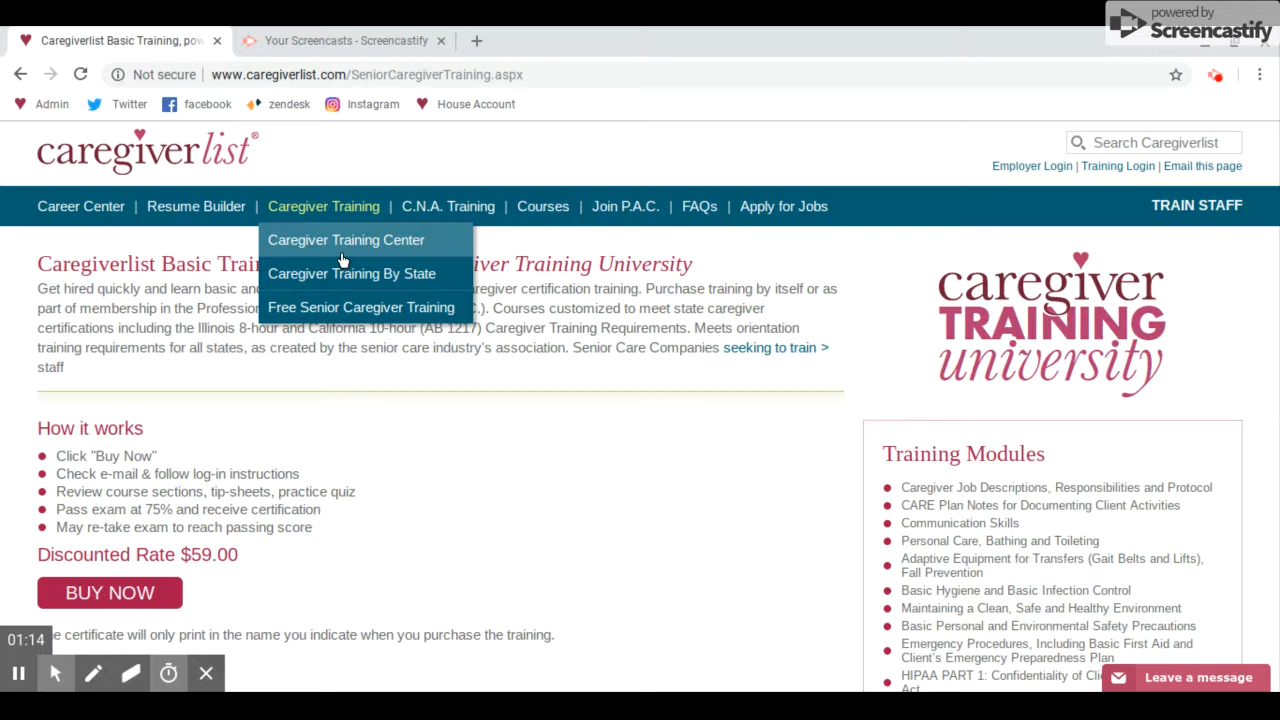 powered by
Screencastify
Caregiverlist Basic Training, pow
Your Screencasts - Screencastify
Not secure | www.caregiverlist.com/SeniorCaregiverTraining.aspx
Admin Twitter facebook zendesk Instagram House Account
caregiverlist®
Search Caregiverlist
Employer Login | Training Login | Email this page
Career Center | Resume Builder | Caregiver Training | C.N.A. Training | Courses | Join P.A.C. | FAQs | Apply for Jobs TRAIN STAFF
Caregiver Training Center
Caregiver Training By State
Free Senior Caregiver Training
Caregiverlist Basic Trai iver Training University
Get hired quickly and learn basic an regiver certification training. Purchase training by itself or as
part of membership in the Profession C.). Courses customized to meet state caregiver
certifications including the Illinois 8-hour and California 10-hour (AB 1217) Caregiver Training Requirements. Meets orientation
training requirements for all states, as created by the senior care industry's association. Senior Care Companies seeking to train >
staff
caregiver
TRAINING
university
How it works
Click "Buy Now"
Check e-mail & follow log-in instructions
Review course sections, tip-sheets, practice quiz
Pass exam at 75% and receive certification
May re-take exam to reach passing score
Discounted Rate $59.00
BUY NOW
e certificate will only print in the name you indicate when you purchase the training.
Training Modules
Caregiver Job Descriptions, Responsibilities and Protocol
CARE Plan Notes for Documenting Client Activities
Communication Skills
Personal Care, Bathing and Toileting
Adaptive Equipment for Transfers (Gait Belts and Lifts),
Fall Prevention
Basic Hygiene and Basic Infection Control
Maintaining a Clean, Safe and Healthy Environment
Basic Personal and Environmental Safety Precautions
Emergency Procedures, Including Basic First Aid and
Client's Emergency Preparedness Plan
HIPAA PART 1: Confidentiality of Cli
Act
Leave a message
01:14